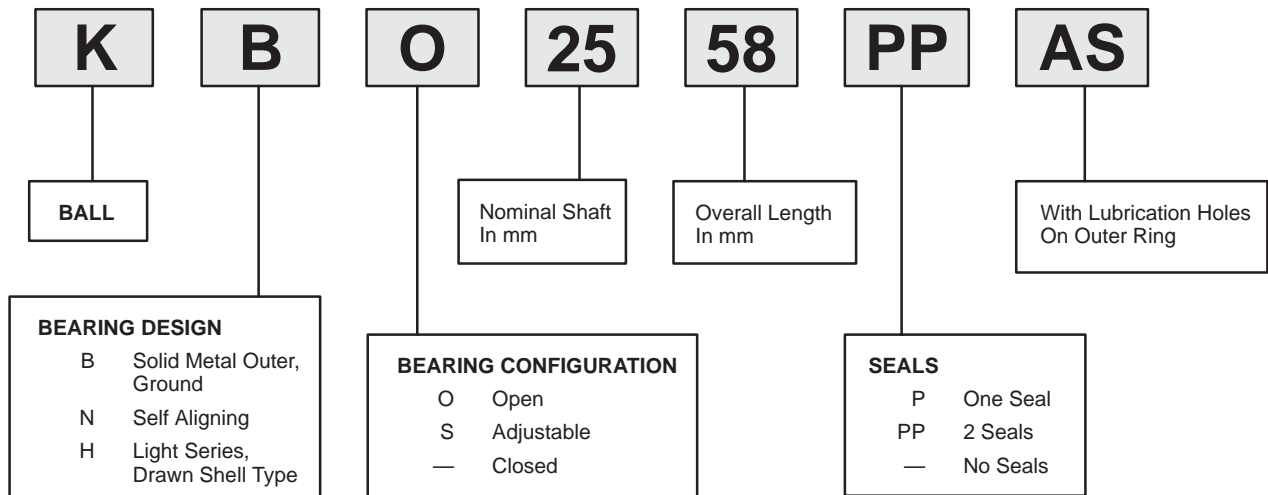 K B O 25 58 PP AS
BALL
Nominal Shaft
In mm
Overall Length
In mm
With Lubrication Holes
On Outer Ring
BEARING DESIGN
B Solid Metal Outer,
Ground
N Self Aligning
H Light Series,
Drawn Shell Type
BEARING CONFIGURATION
O Open
S Adjustable
— Closed
SEALS
P One Seal
PP 2 Seals
— No Seals